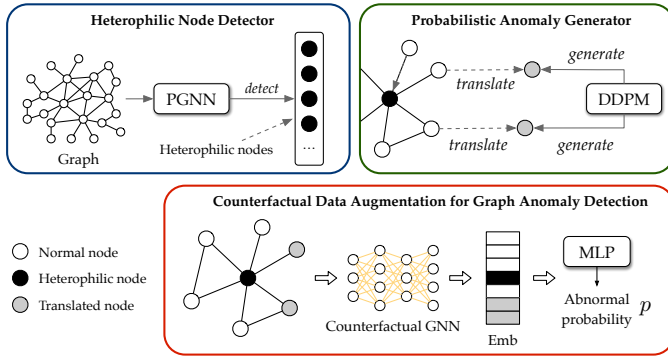 Heterophilic Node Detector
PGNN
detect
Graph
Heterophilic nodes
...
Probabilistic Anomaly Generator
generate
translate
DDPM
translate
generate
Counterfactual Data Augmentation for Graph Anomaly Detection
Normal node
Heterophilic node
Translated node
Counterfactual GNN
Emb
MLP
Abnormal
probability p